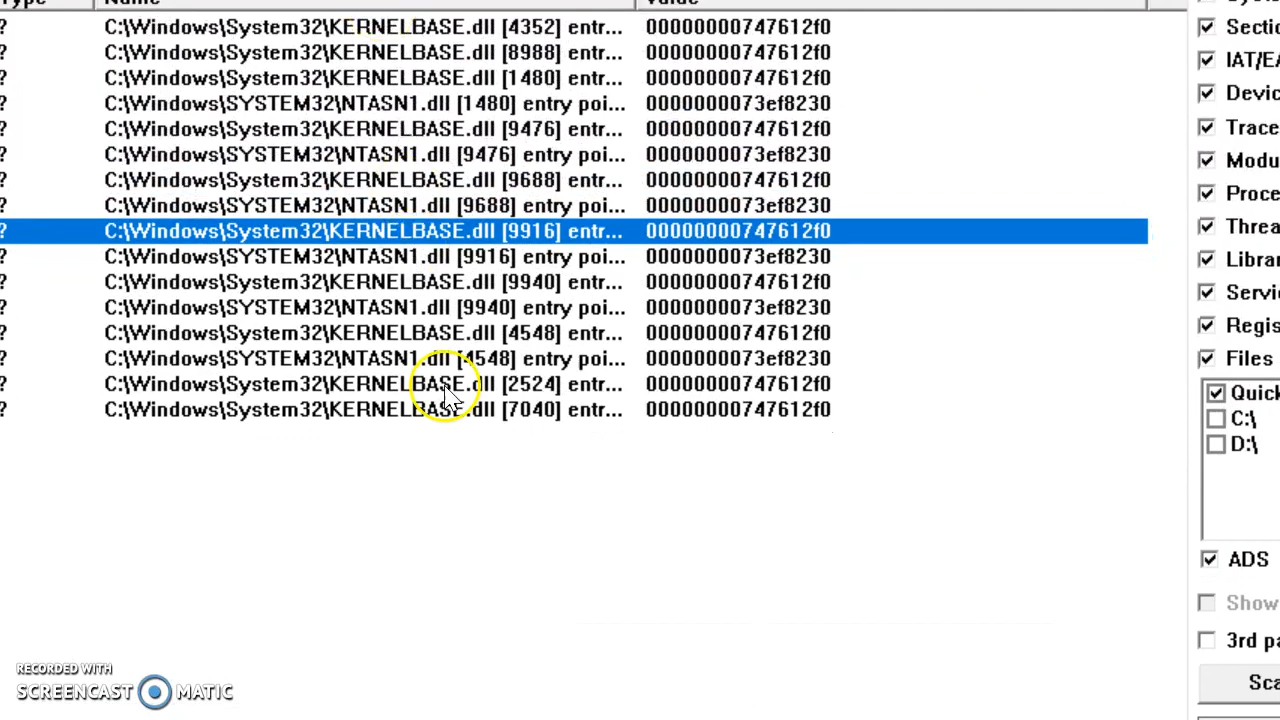 Type Name Value
? C:\Windows\System32\KERNELBASE.dll [4352] entr... 00000000747612f0
? C:\Windows\System32\KERNELBASE.dll [8988] entr... 00000000747612f0
? C:\Windows\System32\KERNELBASE.dll [1480] entr... 00000000747612f0
? C:\Windows\SYSTEM32\NTASN1.dll [1480] entry poi... 0000000073ef8230
? C:\Windows\System32\KERNELBASE.dll [9476] entr... 00000000747612f0
? C:\Windows\SYSTEM32\NTASN1.dll [9476] entry poi... 0000000073ef8230
? C:\Windows\System32\KERNELBASE.dll [9688] entr... 00000000747612f0
? C:\Windows\SYSTEM32\NTASN1.dll [9688] entry poi... 0000000073ef8230
? C:\Windows\System32\KERNELBASE.dll [9916] entr... 00000000747612f0
? C:\Windows\SYSTEM32\NTASN1.dll [9916] entry poi... 0000000073ef8230
? C:\Windows\System32\KERNELBASE.dll [9940] entr... 00000000747612f0
? C:\Windows\SYSTEM32\NTASN1.dll [9940] entry poi... 0000000073ef8230
? C:\Windows\System32\KERNELBASE.dll [4548] entr... 00000000747612f0
? C:\Windows\SYSTEM32\NTASN1.dll [4548] entry poi... 0000000073ef8230
? C:\Windows\System32\KERNELBASE.dll [2524] entr... 00000000747612f0
? C:\Windows\System32\KERNELBASE.dll [7040] entr... 00000000747612f0
Sectio
IAT/EA
Devic
Trace
Modu
Proce
Threa
Librar
Servi
Regis
Files
Quick
C:\
D:\
ADS
Show
3rd pa
Sca
RECORDED WITH
SCREENCAST MATIC